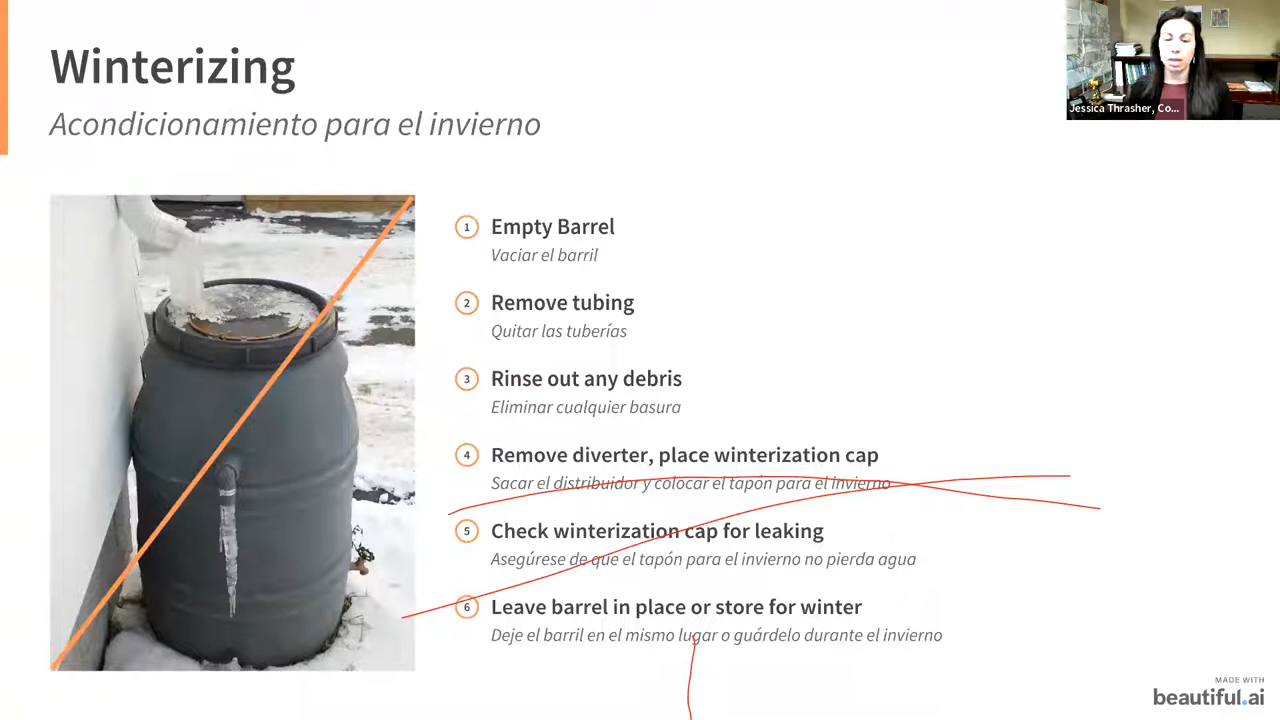 Winterizing
Acondicionamiento para el invierno
Jessica Thrasher, Co...
1 Empty Barrel
Vaciar el barril
2 Remove tubing
Quitar las tuberías
3 Rinse out any debris
Eliminar cualquier basura
4 Remove diverter, place winterization cap
Sacar el distribuidor y colocar el tapón para el invierno
5 Check winterization cap for leaking
Asegúrese de que el tapón para el invierno no pierda agua
6 Leave barrel in place or store for winter
Deje el barril en el mismo lugar o guárdelo durante el invierno
MADE WITH
beautiful.ai